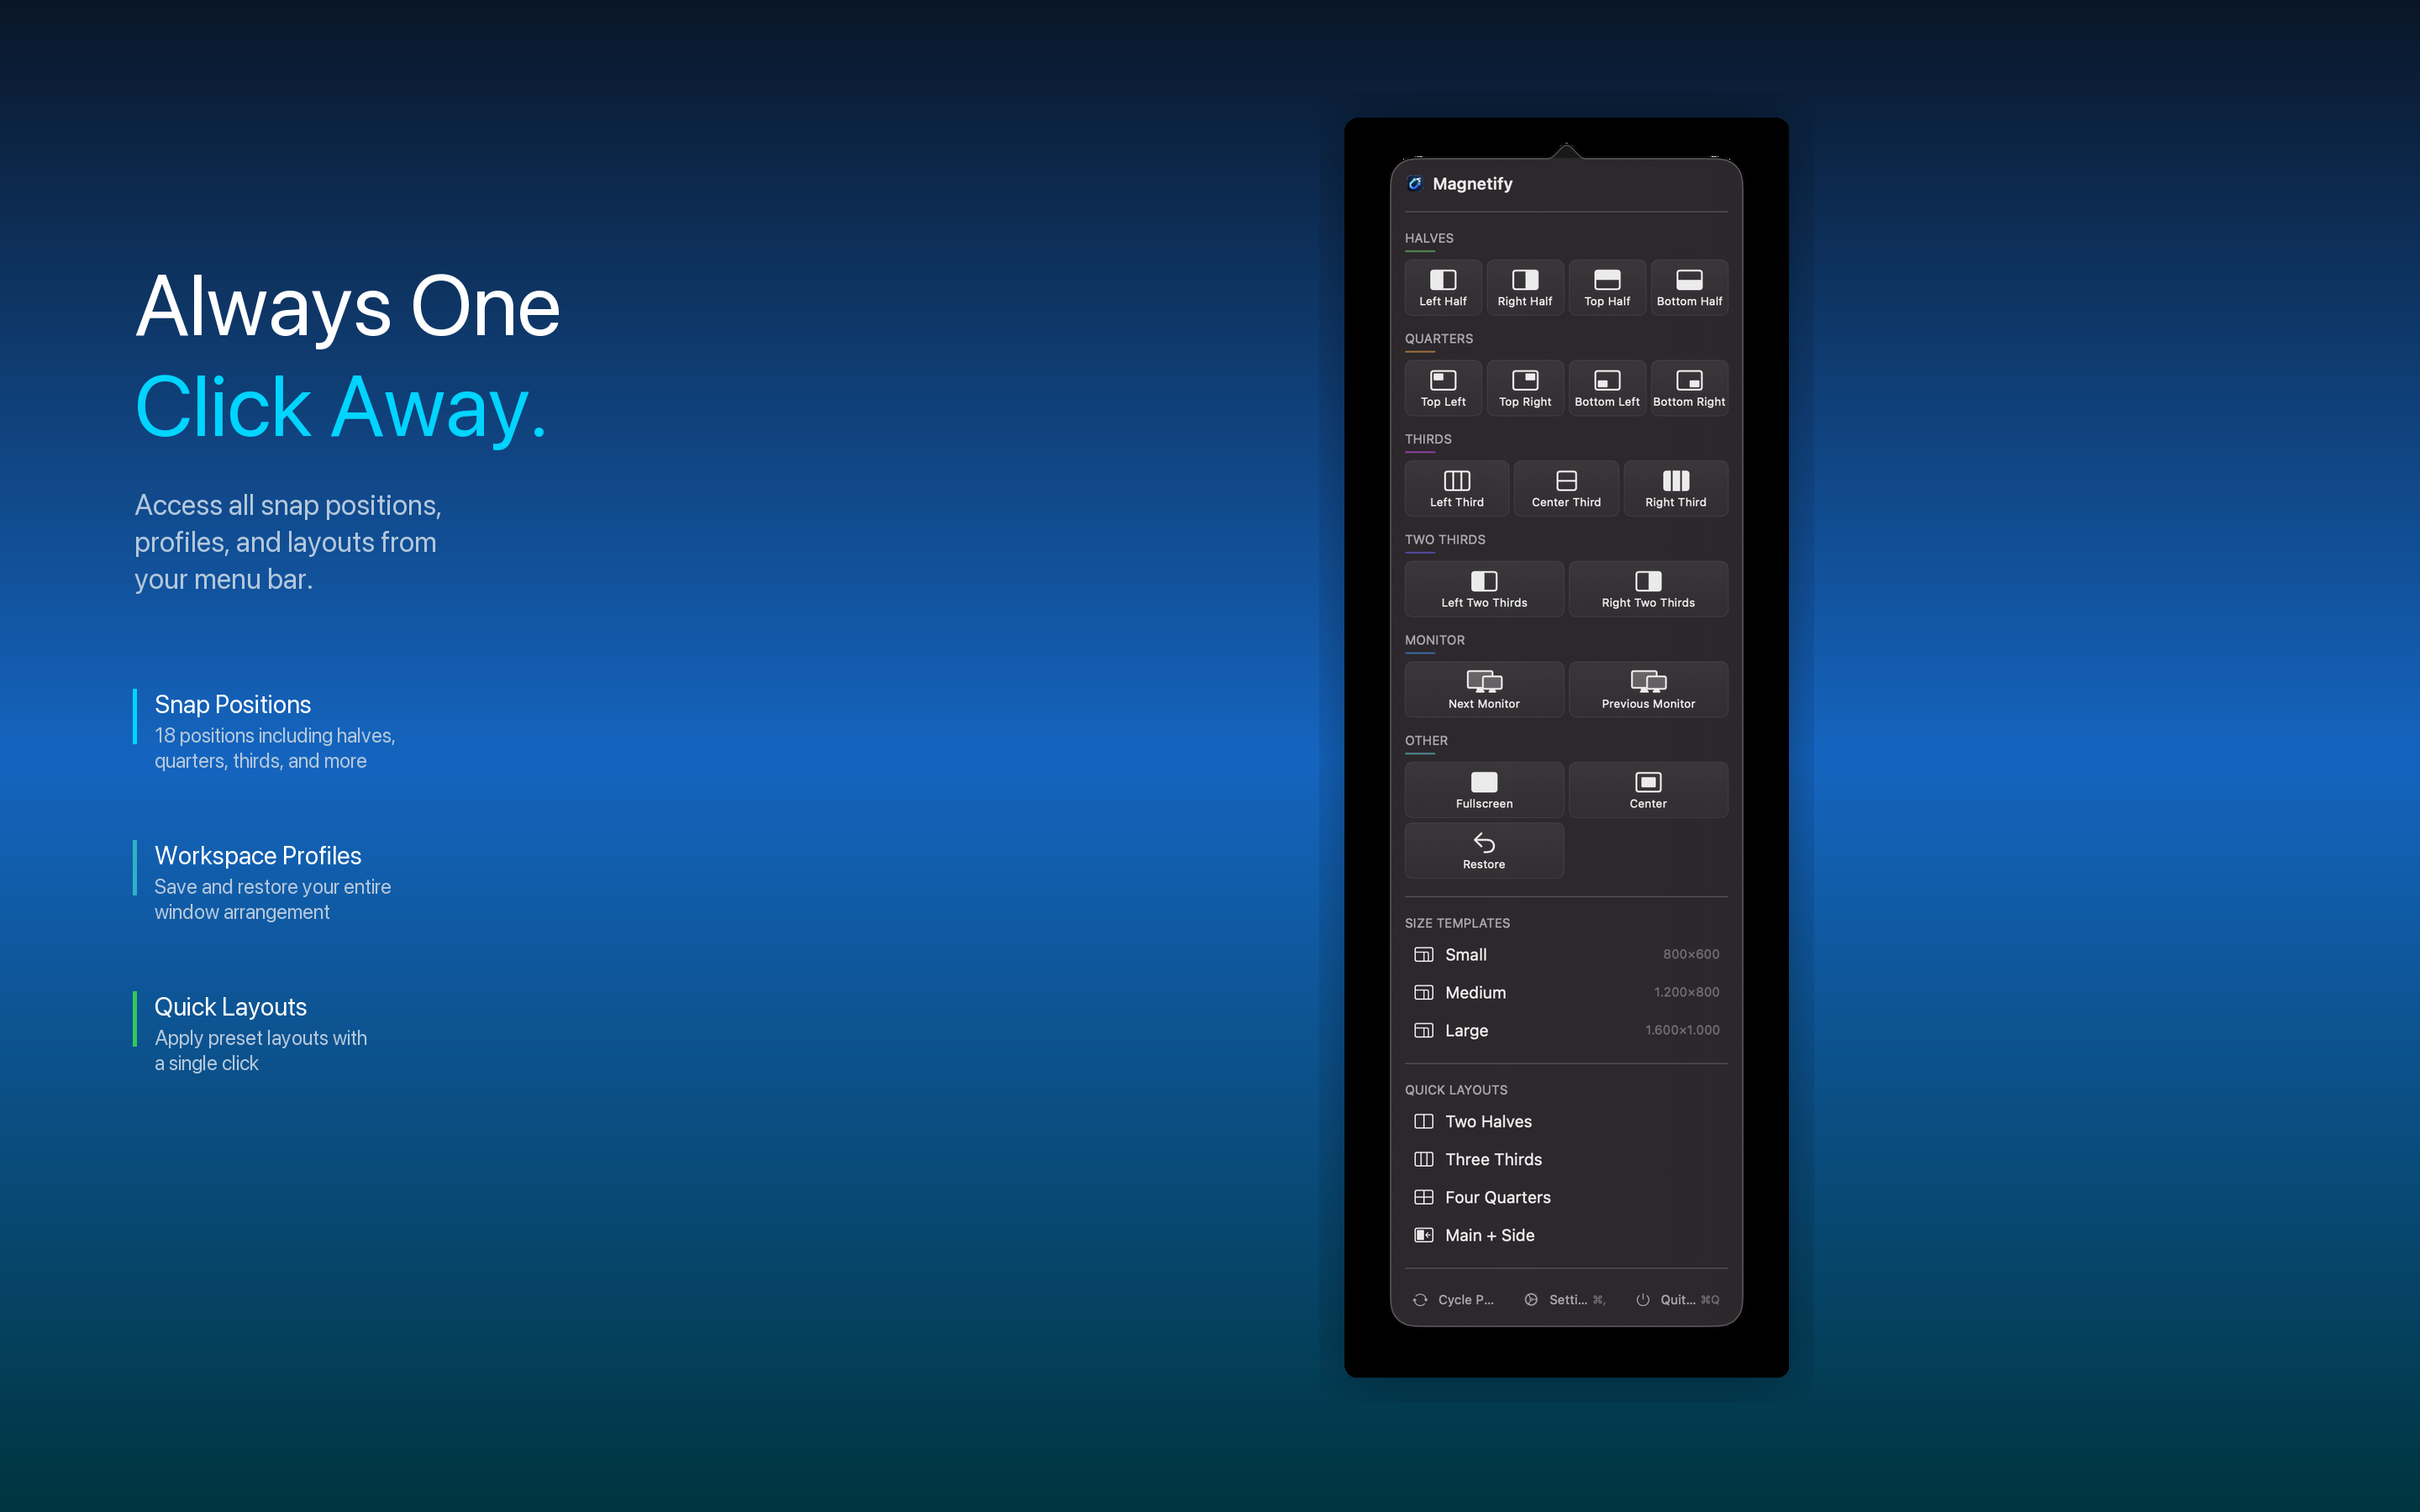 Always One
Click Away.
Access all snap positions,
profiles, and layouts from
your menu bar.
Snap Positions
18 positions including halves,
quarters, thirds, and more
Workspace Profiles
Save and restore your entire
window arrangement
Quick Layouts
Apply preset layouts with
a single click
Magnetify
HALVES
Left Half Right Half Top Half Bottom Half
QUARTERS
Top Left Top Right Bottom Left Bottom Right
THIRDS
Left Third Center Third Right Third
TWO THIRDS
Left Two Thirds Right Two Thirds
MONITOR
Next Monitor Previous Monitor
OTHER
Fullscreen Center
Restore
SIZE TEMPLATES
Small 800×600
Medium 1.200×800
Large 1.600×1.000
QUICK LAYOUTS
Two Halves
Three Thirds
Four Quarters
Main + Side
Cycle P... Setti... ⌘, Quit... ⌘Q